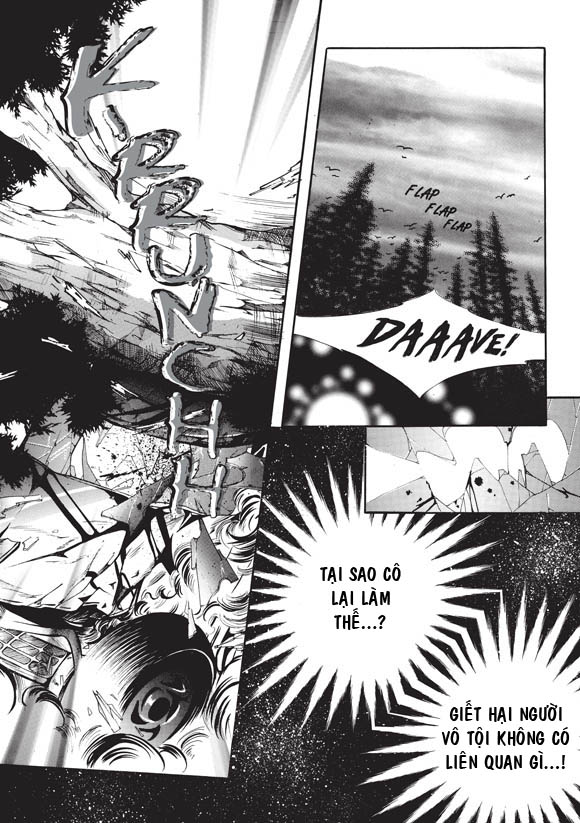 KRRUNCHHH
FLAP
FLAP
FLAP
DAAAVE!
TẠI SAO CÔ
LẠI LÀM
THẾ...?
GIẾT HẠI NGƯỜI
VÔ TỘI KHÔNG CÓ
LIÊN QUAN GÌ...!